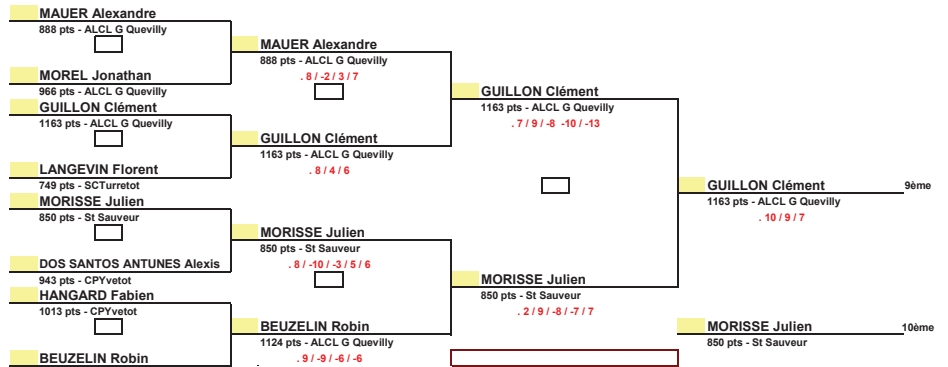 MAUER Alexandre
888 pts - ALCL G Quevilly
MOREL Jonathan
966 pts - ALCL G Quevilly
GUILLON Clément
1163 pts - ALCL G Quevilly
LANGEVIN Florent
749 pts - SCTurretot
MORISSE Julien
850 pts - St Sauveur
DOS SANTOS ANTUNES Alexis
943 pts - CPYvetot
HANGARD Fabien
1013 pts - CPYvetot
BEUZELIN Robin
MAUER Alexandre
888 pts - ALCL G Quevilly
. 8 / -2 / 3 / 7
GUILLON Clément
1163 pts - ALCL G Quevilly
. 8 / 4 / 6
MORISSE Julien
850 pts - St Sauveur
. 8 / -10 / -3 / 5 / 6
BEUZELIN Robin
1124 pts - ALCL G Quevilly
. 9 / -9 / -6 / -6
GUILLON Clément
1163 pts - ALCL G Quevilly
. 7 / 9 / -8 -10 / -13
MORISSE Julien
850 pts - St Sauveur
. 2 / 9 / -8 / -7 / 7
GUILLON Clément 9ème
1163 pts - ALCL G Quevilly
. 10 / 9 / 7
MORISSE Julien 10ème
850 pts - St Sauveur